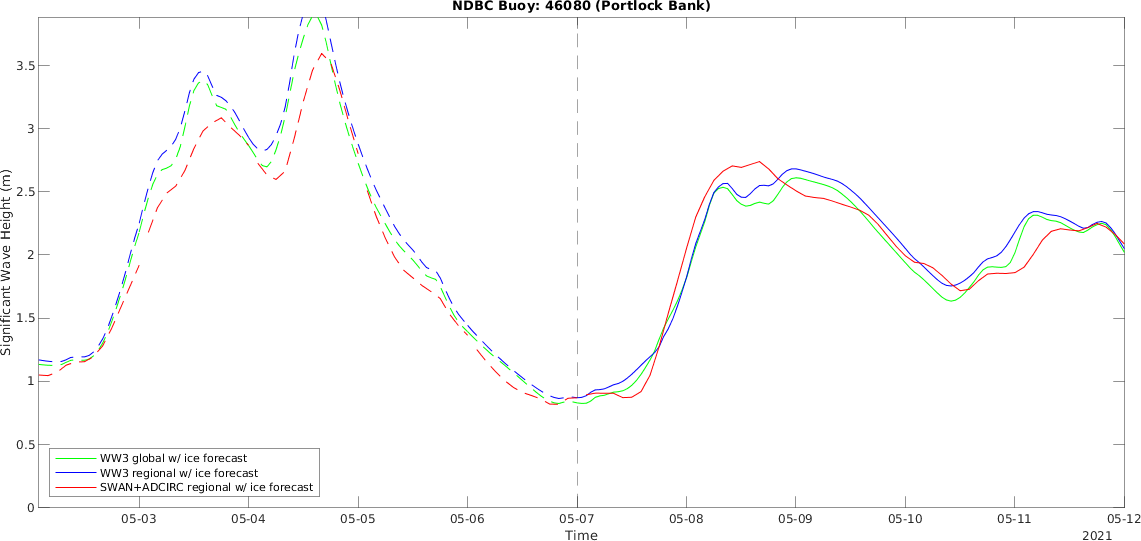 NDBC Buoy: 46080 (Portlock Bank)
Significant Wave Height (m)
3.5
3
2.5
2
1.5
1
0.5
0
WW3 global w/ ice forecast
WW3 regional w/ ice forecast
SWAN+ADCIRC regional w/ ice forecast
05-03 05-04 05-05 05-06 05-07 05-08 05-09 05-10 05-11 05-12
Time
2021